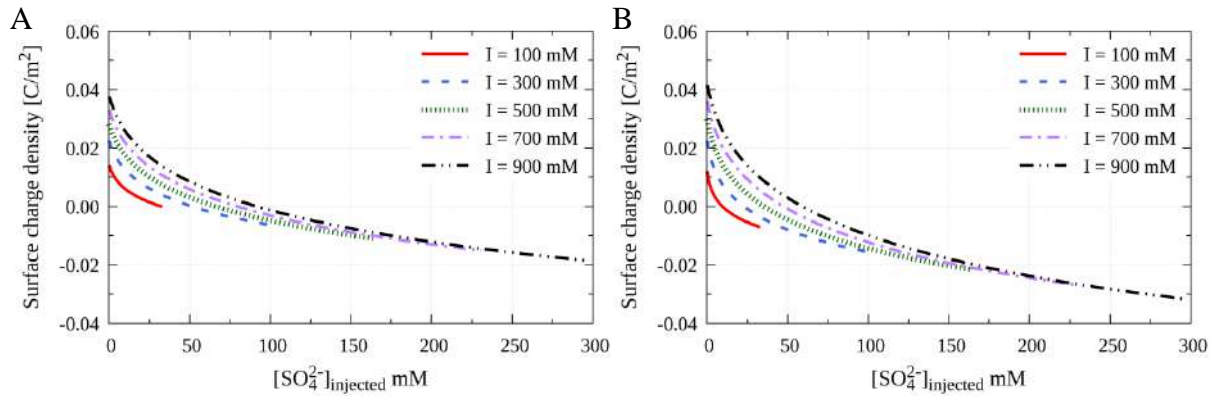 A
0.06
0.04
0.02
0.00
-0.02
-0.04
Surface charge density [C/m²]
I = 100 mM
I = 300 mM
I = 500 mM
I = 700 mM
I = 900 mM
0 50 100 150 200 250 300
[SO₄²⁻]injected mM
B
0.06
0.04
0.02
0.00
-0.02
-0.04
Surface charge density [C/m²]
I = 100 mM
I = 300 mM
I = 500 mM
I = 700 mM
I = 900 mM
0 50 100 150 200 250 300
[SO₄²⁻]injected mM